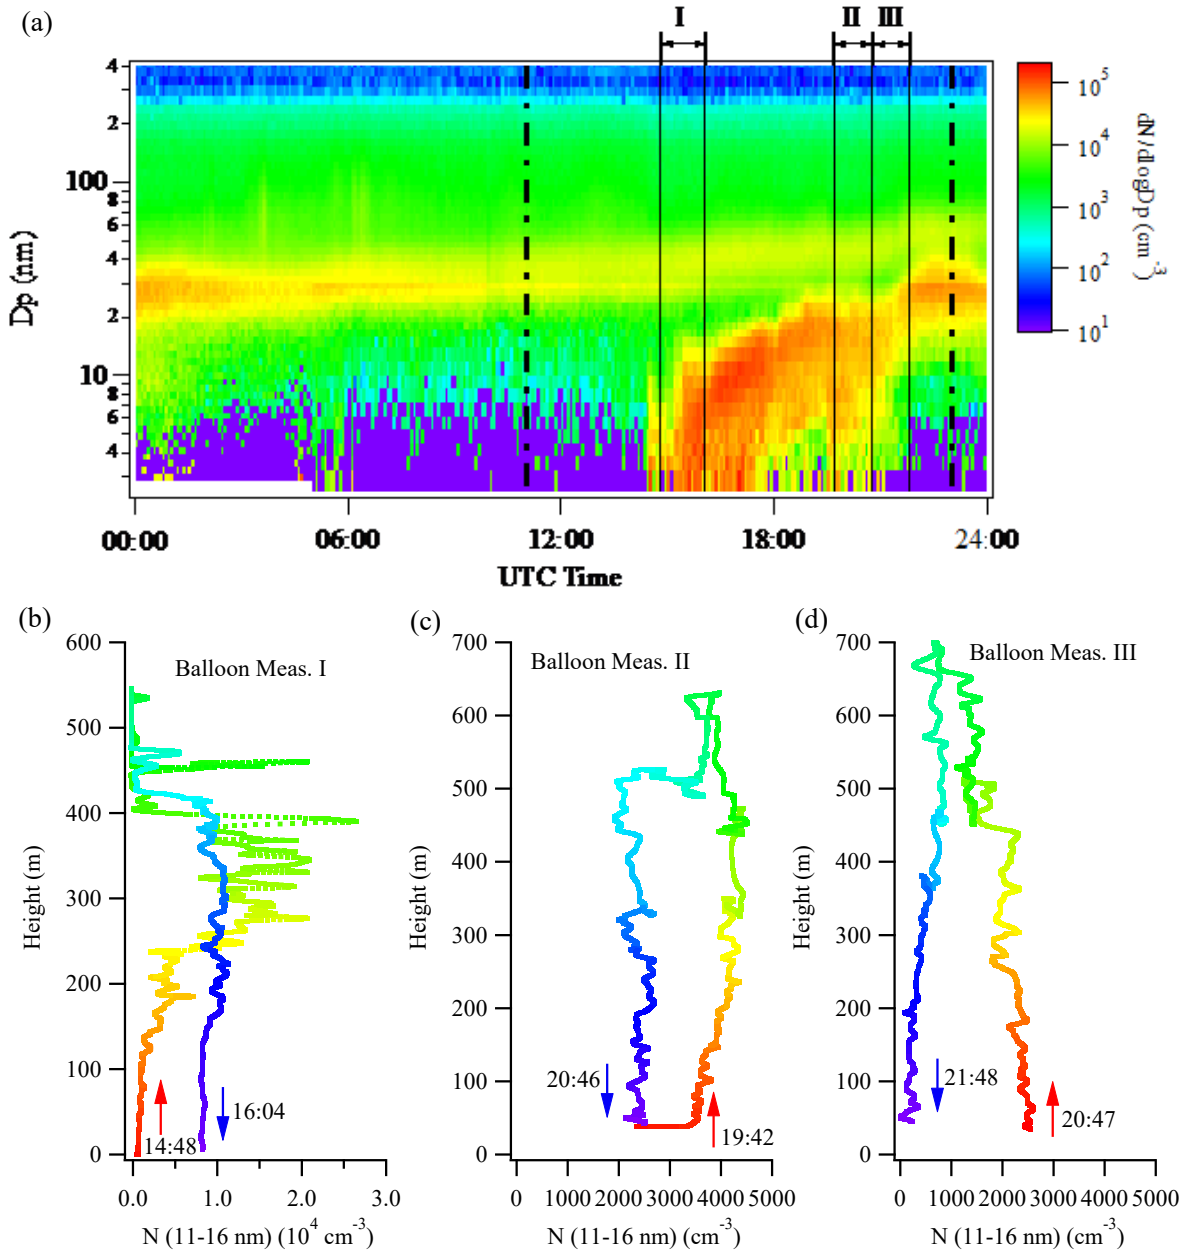 (a)
I II III
4
2
100
8
6
4
2
10
8
6
4
Dp (nm)
00:00 06:00 12:00 18:00 24:00
UTC Time
10^5
10^4
10^3
10^2
10^1
dN/dlogDp (cm^-3)
(b)
Balloon Meas. I
600
500
400
300
200
100
0
Height (m)
14:48
16:04
0.0 1.0 2.0 3.0
N (11-16 nm) (10^4 cm^-3)
(c)
Balloon Meas. II
700
600
500
400
300
200
100
0
Height (m)
20:46
19:42
0 1000 2000 3000 4000 5000
N (11-16 nm) (cm^-3)
(d)
Balloon Meas. III
700
600
500
400
300
200
100
0
Height (m)
21:48
20:47
0 1000 2000 3000 4000 5000
N (11-16 nm) (cm^-3)